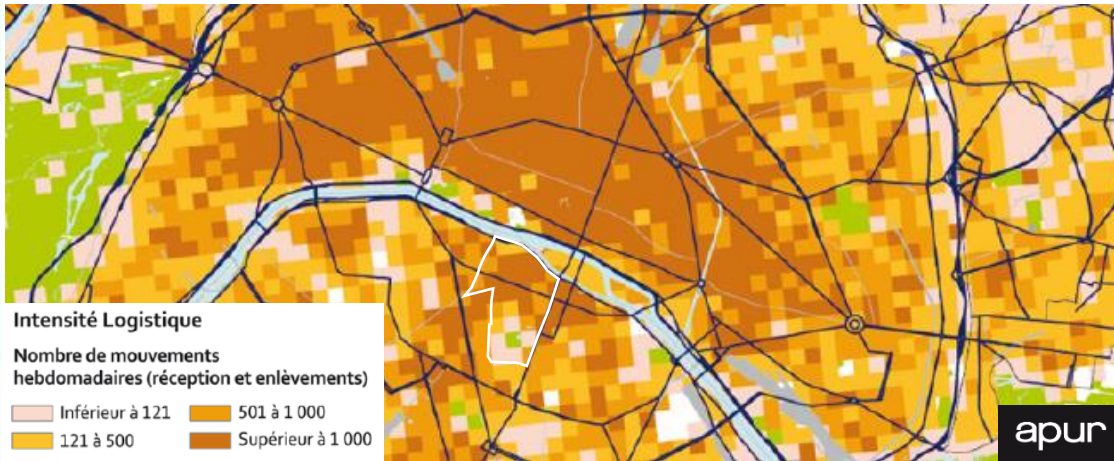 Intensité Logistique
Nombre de mouvements
hebdomadaires (réception et enlèvements)
Inférieur à 121
501 à 1 000
121 à 500
Supérieur à 1 000
apur